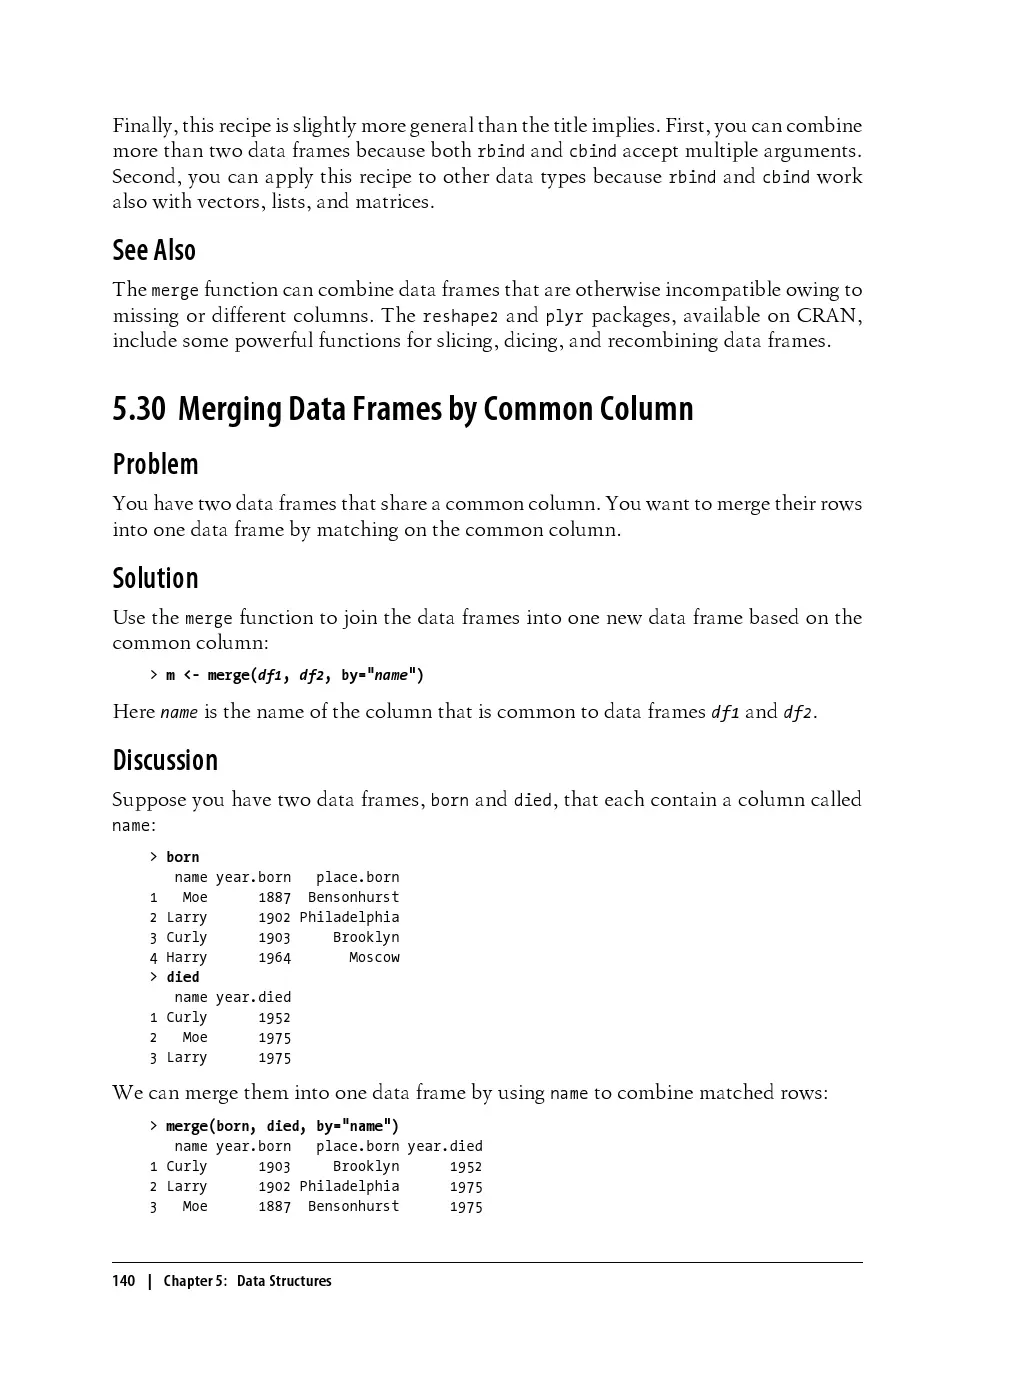 Finally, this recipe is slightly more general than the title implies. First, you can combine
more than two data frames because both rbind and cbind accept multiple arguments.
Second, you can apply this recipe to other data types because rbind and cbind work
also with vectors, lists, and matrices.
See Also
The merge function can combine data frames that are otherwise incompatible owing to
missing or different columns. The reshape2 and plyr packages, available on CRAN,
include some powerful functions for slicing, dicing, and recombining data frames.
5.30 Merging Data Frames by Common Column
Problem
You have two data frames that share a common column. You want to merge their rows
into one data frame by matching on the common column.
Solution
Use the merge function to join the data frames into one new data frame based on the
common column:
> m <- merge(df1, df2, by="name")
Here name is the name of the column that is common to data frames df1 and df2.
Discussion
Suppose you have two data frames, born and died, that each contain a column called
name:
> born
   name year.born   place.born
1   Moe      1887  Bensonhurst
2 Larry      1902 Philadelphia
3 Curly      1903     Brooklyn
4 Harry      1964       Moscow
> died
   name year.died
1 Curly      1952
2   Moe      1975
3 Larry      1975
We can merge them into one data frame by using name to combine matched rows:
> merge(born, died, by="name")
   name year.born   place.born year.died
1 Curly      1903     Brooklyn      1952
2 Larry      1902 Philadelphia      1975
3   Moe      1887  Bensonhurst      1975
140 | Chapter 5: Data Structures